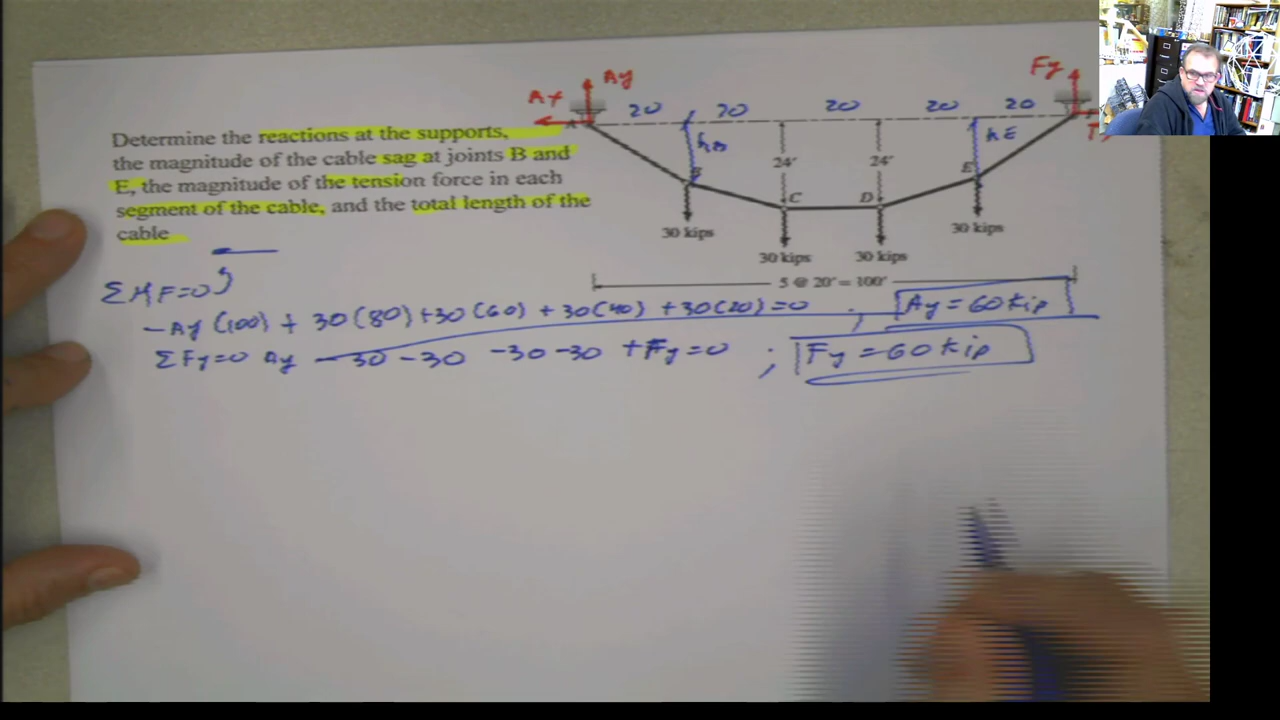 Ay
Fy
Ax
20 20 20 20 20
Determine the reactions at the supports,
the magnitude of the cable sag at joints B and
E, the magnitude of the tension force in each
segment of the cable, and the total length of the
cable
A
hB
24'
24'
hE
B
C
D
E
30 kips
30 kips
30 kips
30 kips
5 @ 20' = 100'
ΣMF=0
-Ay (100) + 30(80) +30(60) + 30(40) +30(20)=0 ; Ay = 60 Kip
ΣFy=0 Ay -30 -30 -30 -30 +Fy=0 ; Fy = 60 Kip